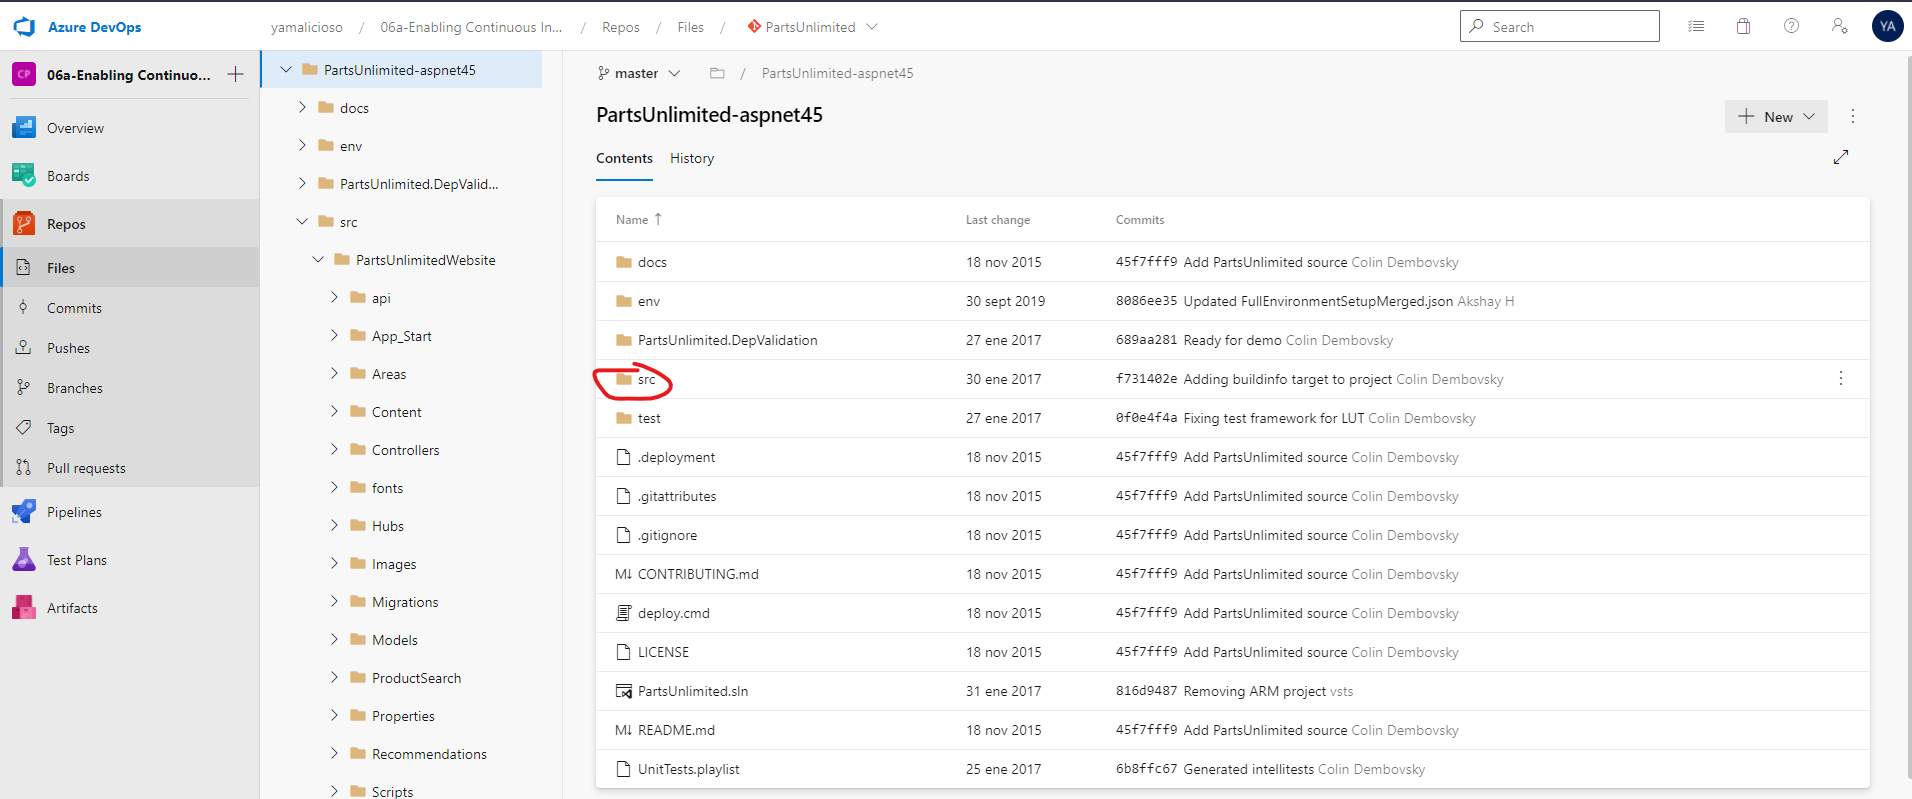 Azure DevOps
yamalicioso / 06a-Enabling Continuous In... / Repos / Files / PartsUnlimited
Search
YA
CP 06a-Enabling Continuo...
Overview
Boards
Repos
Files
Commits
Pushes
Branches
Tags
Pull requests
Pipelines
Test Plans
Artifacts
PartsUnlimited-aspnet45
docs
env
PartsUnlimited.DepValid...
src
PartsUnlimitedWebsite
api
App_Start
Areas
Content
Controllers
fonts
Hubs
Images
Migrations
Models
ProductSearch
Properties
Recommendations
Scripts
master / PartsUnlimited-aspnet45
PartsUnlimited-aspnet45
New
Contents History
Name ↑ Last change Commits
docs 18 nov 2015 45f7fff9 Add PartsUnlimited source Colin Dembovsky
env 30 sept 2019 8086ee35 Updated FullEnvironmentSetupMerged.json Akshay H
PartsUnlimited.DepValidation 27 ene 2017 689aa281 Ready for demo Colin Dembovsky
src 30 ene 2017 f731402e Adding buildinfo target to project Colin Dembovsky
test 27 ene 2017 0f0e4f4a Fixing test framework for LUT Colin Dembovsky
.deployment 18 nov 2015 45f7fff9 Add PartsUnlimited source Colin Dembovsky
.gitattributes 18 nov 2015 45f7fff9 Add PartsUnlimited source Colin Dembovsky
.gitignore 18 nov 2015 45f7fff9 Add PartsUnlimited source Colin Dembovsky
M↓ CONTRIBUTING.md 18 nov 2015 45f7fff9 Add PartsUnlimited source Colin Dembovsky
deploy.cmd 18 nov 2015 45f7fff9 Add PartsUnlimited source Colin Dembovsky
LICENSE 18 nov 2015 45f7fff9 Add PartsUnlimited source Colin Dembovsky
PartsUnlimited.sln 31 ene 2017 816d9487 Removing ARM project vsts
M↓ README.md 18 nov 2015 45f7fff9 Add PartsUnlimited source Colin Dembovsky
UnitTests.playlist 25 ene 2017 6b8ffc67 Generated intellitests Colin Dembovsky